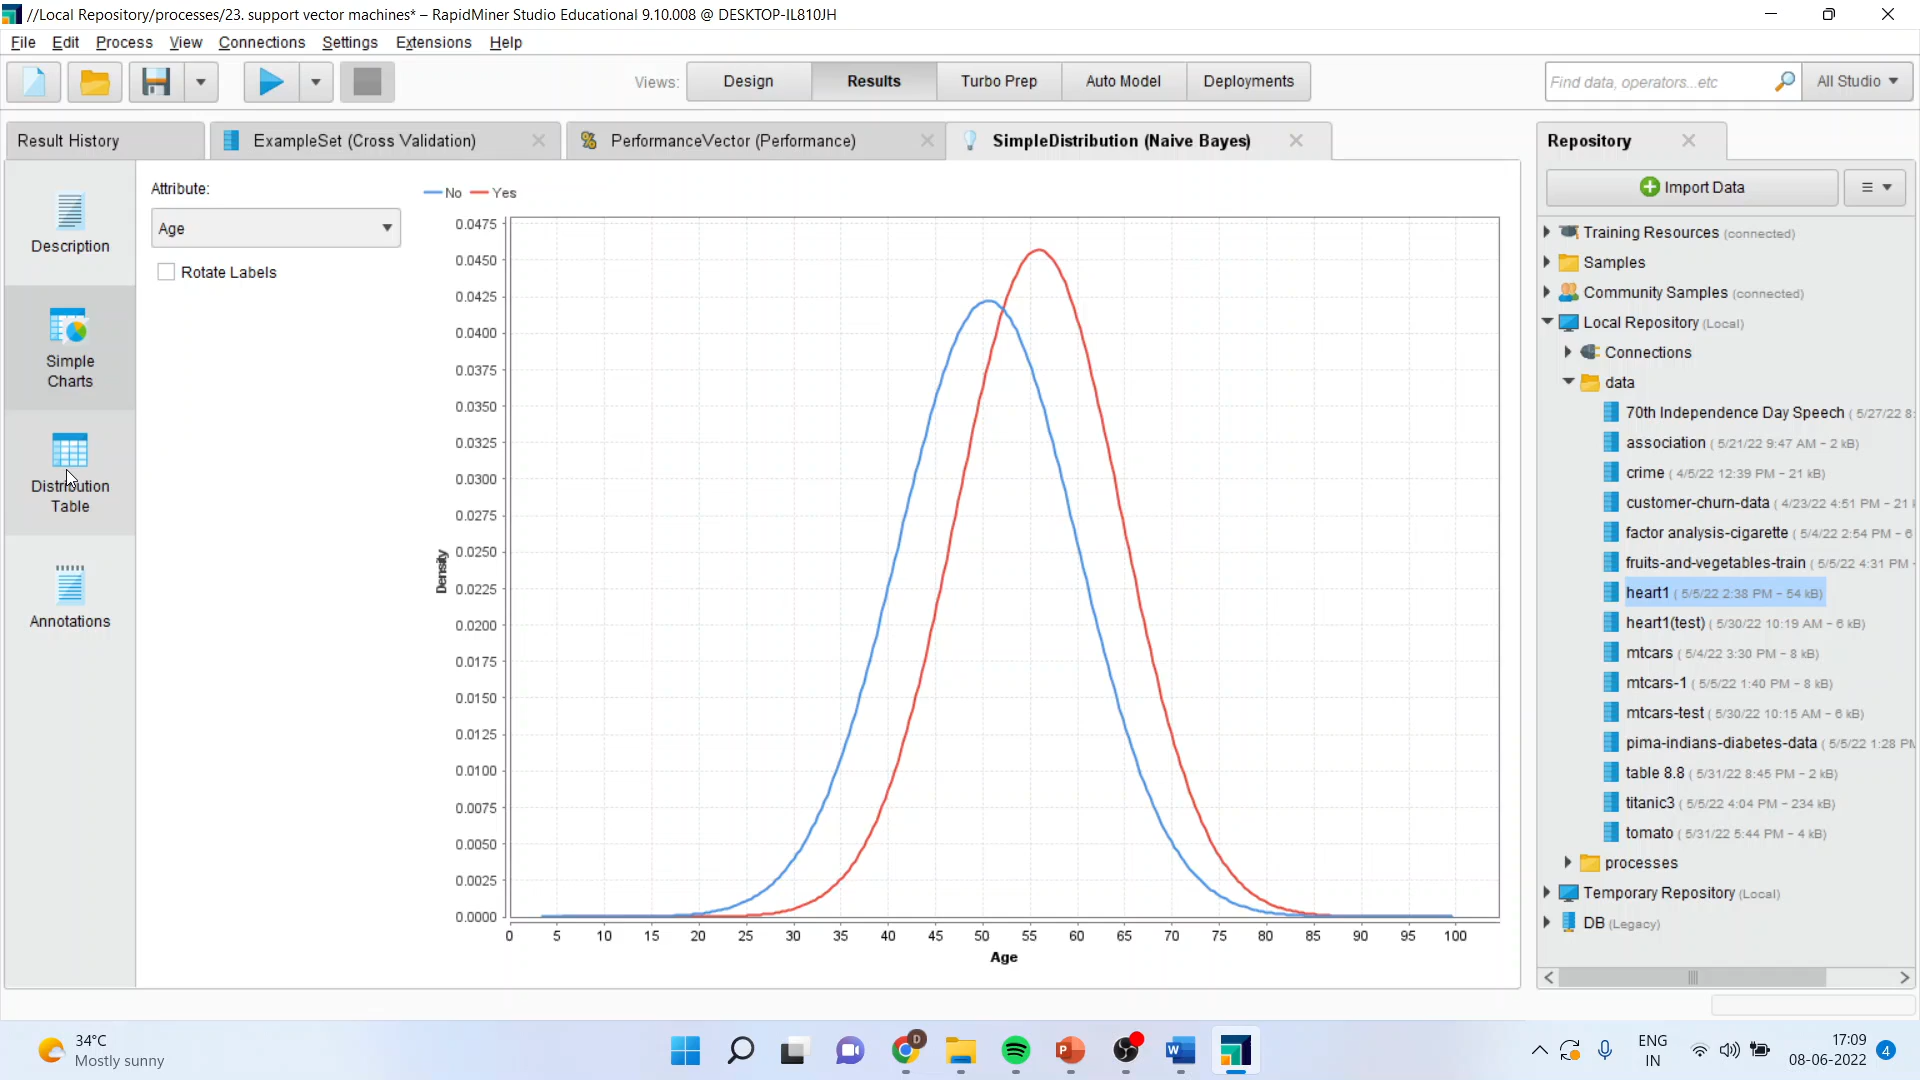 //Local Repository/processes/23. support vector machines* – RapidMiner Studio Educational 9.10.008 @ DESKTOP-IL810JH
File Edit Process View Connections Settings Extensions Help
Views: Design Results Turbo Prep Auto Model Deployments
Find data, operators...etc
All Studio
Result History
ExampleSet (Cross Validation)
PerformanceVector (Performance)
SimpleDistribution (Naive Bayes)
Description
Simple
Charts
Distribution
Table
Annotations
Attribute:
Age
Rotate Labels
No Yes
0.0475
0.0450
0.0425
0.0400
0.0375
0.0350
0.0325
0.0300
0.0275
0.0250
0.0225
0.0200
0.0175
0.0150
0.0125
0.0100
0.0075
0.0050
0.0025
0.0000
Density
0 5 10 15 20 25 30 35 40 45 50 55 60 65 70 75 80 85 90 95 100
Age
Repository
Import Data
Training Resources (connected)
Samples
Community Samples (connected)
Local Repository (Local)
Connections
data
70th Independence Day Speech ( 5/27/22 8:
association ( 5/21/22 9:47 AM – 2 kB)
crime ( 4/5/22 12:39 PM – 21 kB)
customer-churn-data ( 4/23/22 4:51 PM – 21
factor analysis-cigarette ( 5/4/22 2:54 PM – 6
fruits-and-vegetables-train ( 5/5/22 4:31 PM -
heart1 ( 5/5/22 2:38 PM – 54 kB)
heart1(test) ( 5/30/22 10:19 AM – 6 kB)
mtcars ( 5/4/22 3:30 PM – 8 kB)
mtcars-1 ( 5/5/22 1:40 PM – 8 kB)
mtcars-test ( 5/30/22 10:15 AM – 6 kB)
pima-indians-diabetes-data ( 5/5/22 1:28 PM
table 8.8 ( 5/31/22 8:45 PM – 2 kB)
titanic3 ( 5/5/22 4:04 PM – 234 kB)
tomato ( 5/31/22 5:44 PM – 4 kB)
processes
Temporary Repository (Local)
DB (Legacy)
34°C
Mostly sunny
D
P
W
ENG
IN
17:09
08-06-2022
4